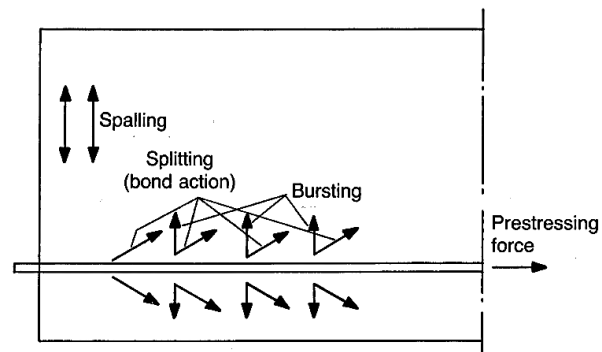 Spalling
Splitting
(bond action)
Bursting
Prestressing
force